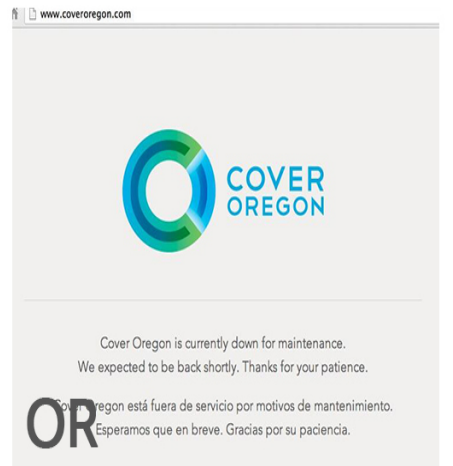 www.coveroregon.com
COVER
OREGON
Cover Oregon is currently down for maintenance.
We expected to be back shortly. Thanks for your patience.
Cover Oregon está fuera de servicio por motivos de mantenimiento.
Esperamos que en breve. Gracias por su paciencia.
OR